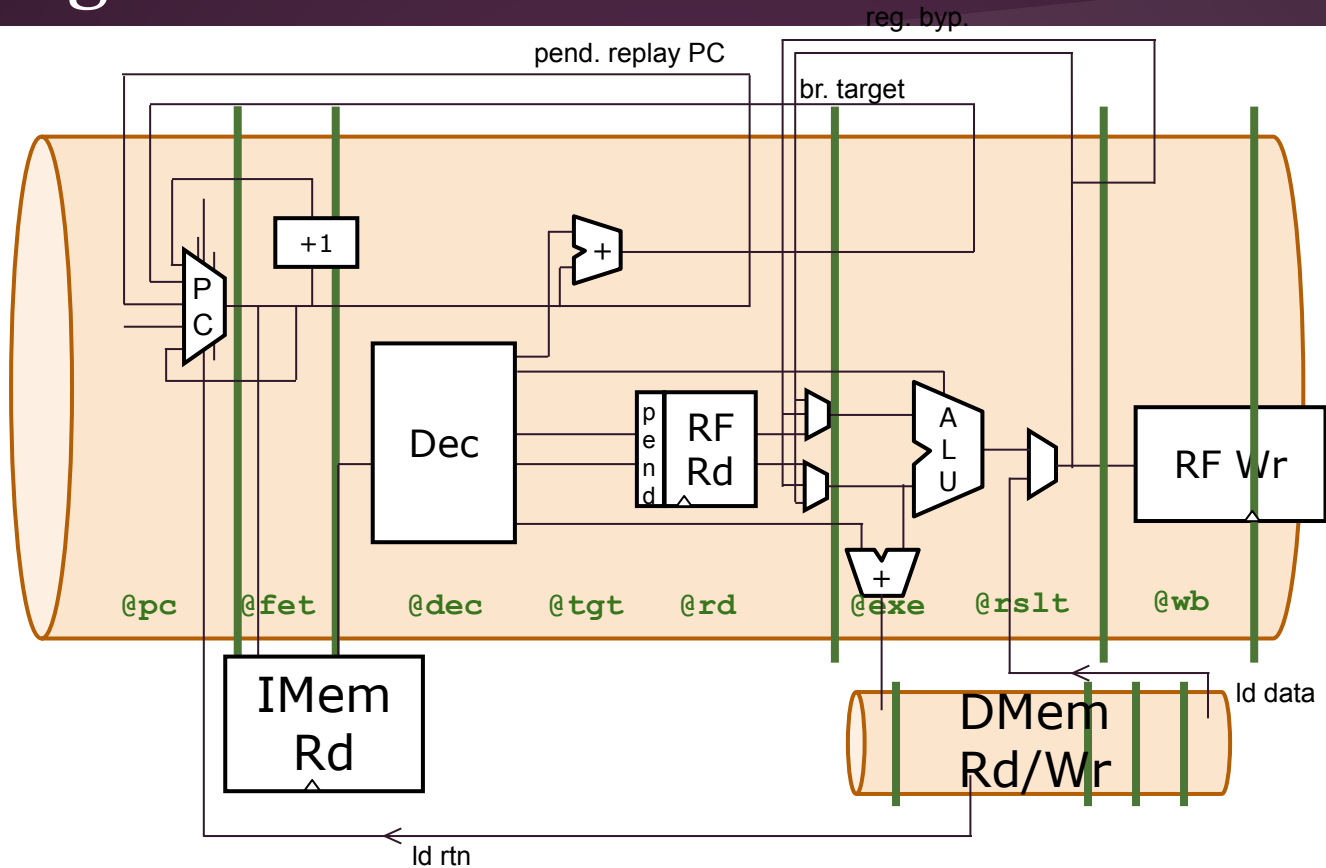 reg. byp.
pend. replay PC
br. target
+1
+
P
C
Dec
p
e
n
d
RF
Rd
A
L
U
RF Wr
+
@pc
@fet
@dec
@tgt
@rd
@exe
@rslt
@wb
IMem
Rd
DMem
Rd/Wr
ld data
ld rtn